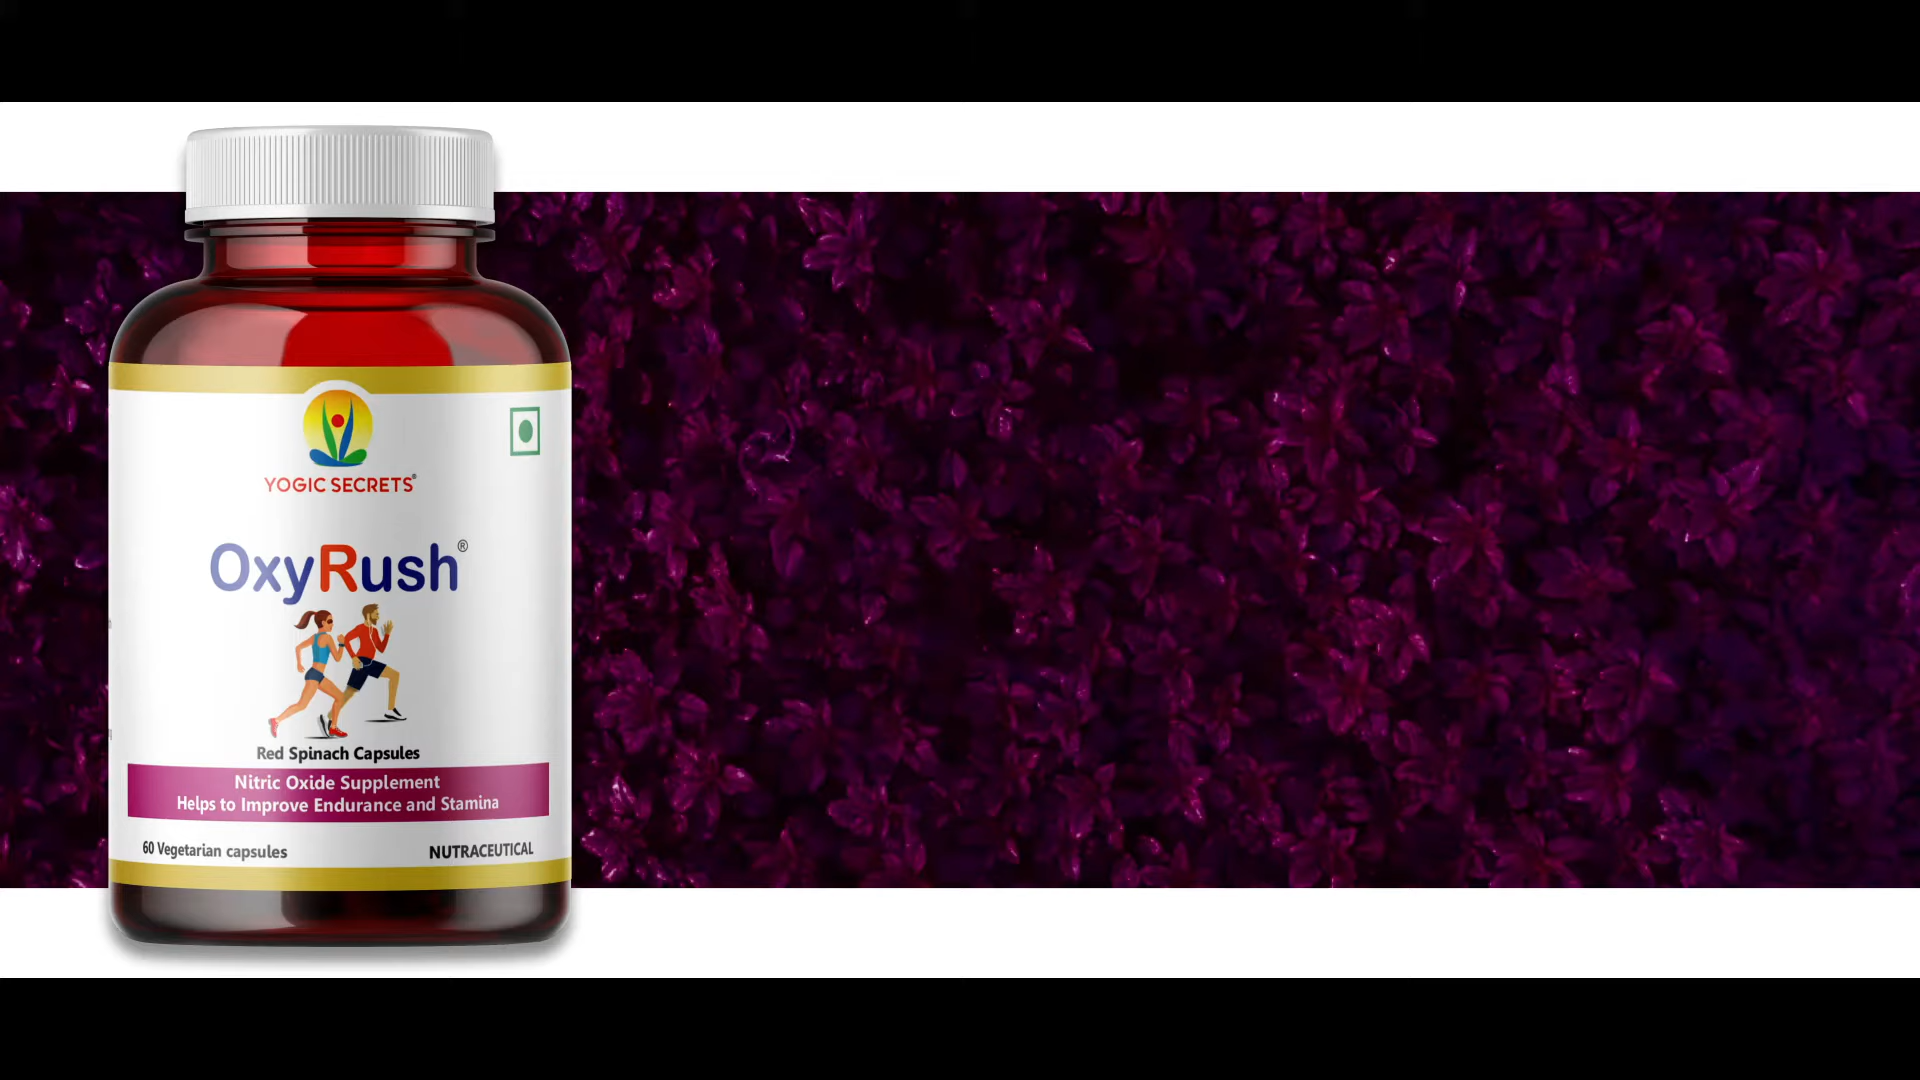 YOGIC SECRETS®
OxyRush®
Red Spinach Capsules
Nitric Oxide Supplement
Helps to Improve Endurance and Stamina
60 Vegetarian capsules
NUTRACEUTICAL